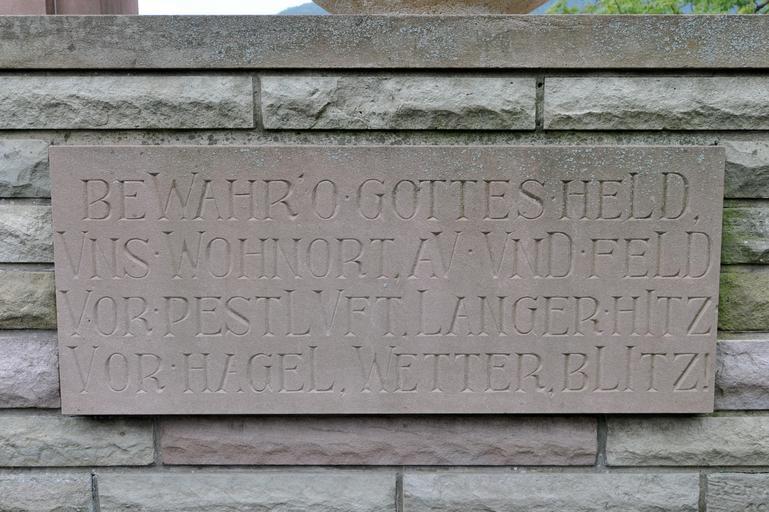 BEWAHR'O·GOTTES·HELD,
VNS·WOHNORT, AV·VND·FELD
VOR·PESTLVFT, LANGER·HITZ
VOR·HAGEL, WETTER, BLITZ!